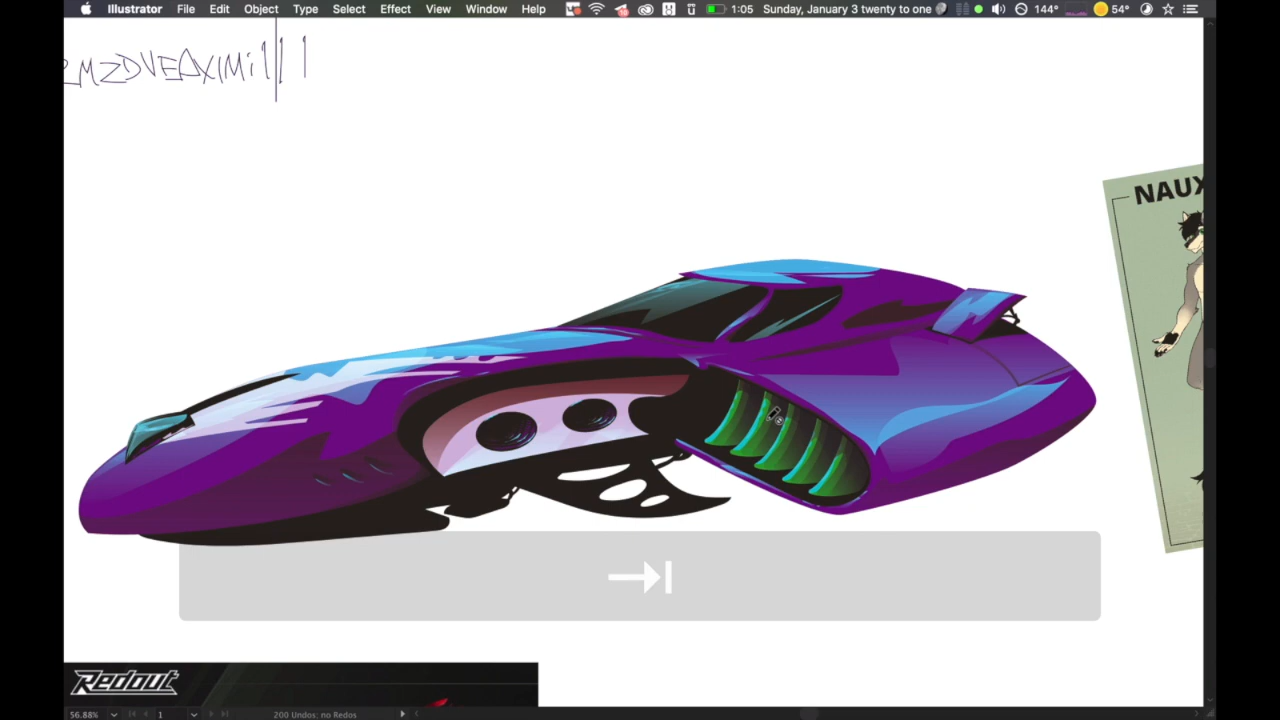 Illustrator File Edit Object Type Select Effect View Window Help 1:05 Sunday, January 3 twenty to one 144° 54°
NAUX
Redout
56.88% 1 200 Undos: no Redos